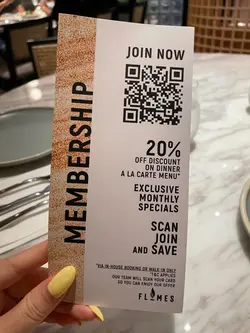 MEMBERSHIP
JOIN NOW
20%
OFF DISCOUNT
ON DINNER
A LA CARTE MENU*
EXCLUSIVE
MONTHLY
SPECIALS
SCAN
JOIN
AND SAVE
*VIA IN-HOUSE BOOKING OR WALK IN ONLY
T&C APPLIES
OUR TEAM WILL SCAN YOUR CARD
SO YOU CAN ENJOY OUR OFFER
FLAMES